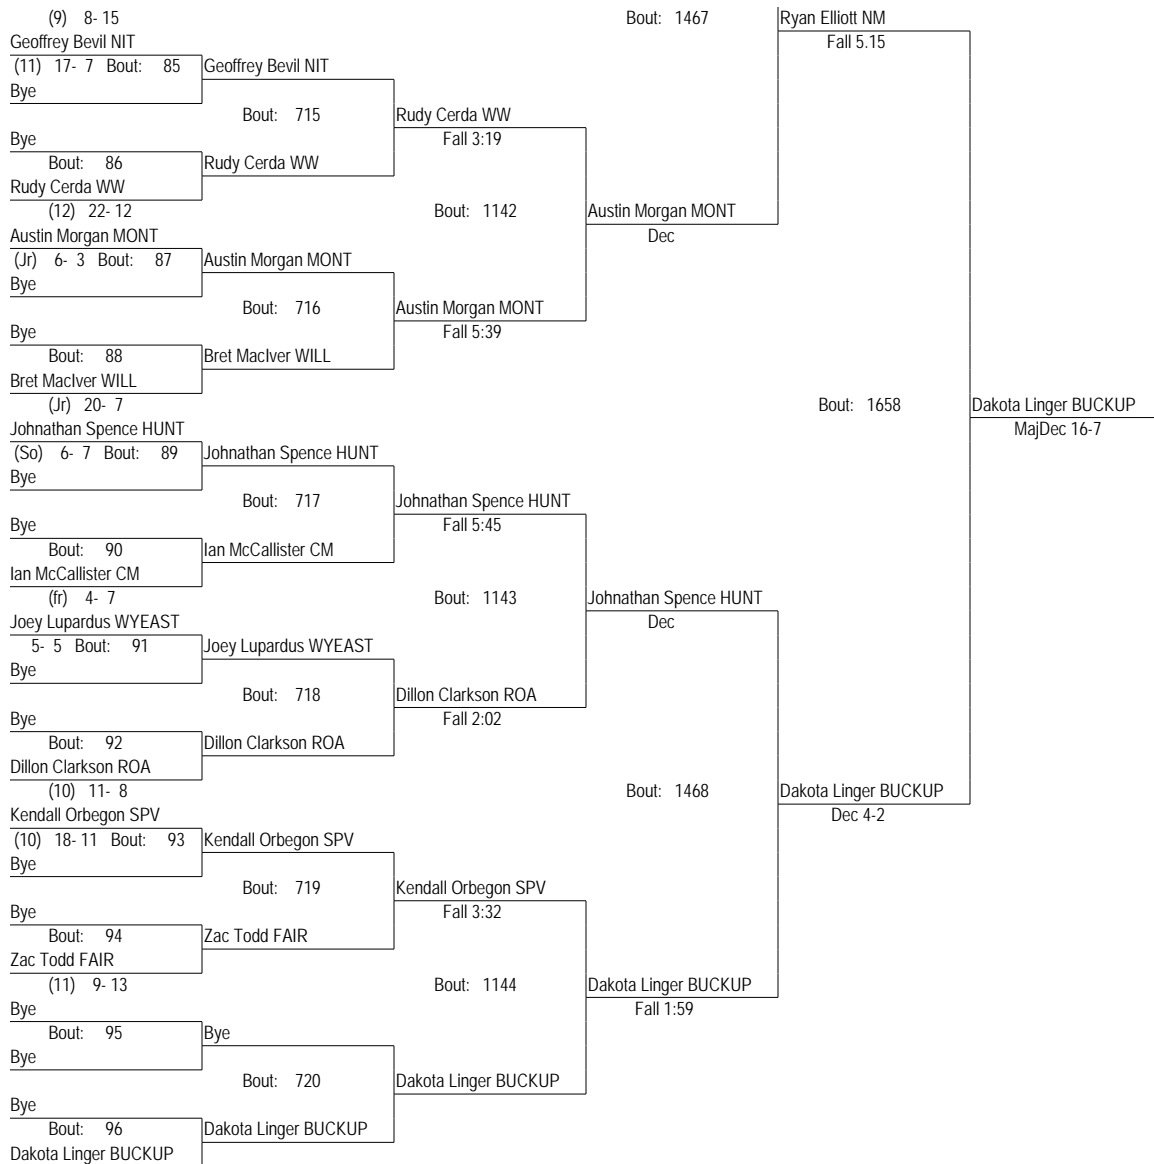 (9) 8- 15
Bout: 1467
Ryan Elliott NM
Geoffrey Bevil NIT
Fall 5.15
(11) 17- 7 Bout: 85
Geoffrey Bevil NIT
Bye
Bout: 715
Rudy Cerda WW
Bye
Fall 3:19
Bout: 86
Rudy Cerda WW
Rudy Cerda WW
(12) 22- 12
Bout: 1142
Austin Morgan MONT
Austin Morgan MONT
Dec
(Jr) 6- 3 Bout: 87
Austin Morgan MONT
Bye
Bout: 716
Austin Morgan MONT
Bye
Fall 5:39
Bout: 88
Bret MacIver WILL
Bret MacIver WILL
(Jr) 20- 7
Bout: 1658
Dakota Linger BUCKUP
Johnathan Spence HUNT
MajDec 16-7
(So) 6- 7 Bout: 89
Johnathan Spence HUNT
Bye
Bout: 717
Johnathan Spence HUNT
Bye
Fall 5:45
Bout: 90
Ian McCallister CM
Ian McCallister CM
(fr) 4- 7
Bout: 1143
Johnathan Spence HUNT
Joey Lupardus WYEAST
Dec
5- 5 Bout: 91
Joey Lupardus WYEAST
Bye
Bout: 718
Dillon Clarkson ROA
Bye
Fall 2:02
Bout: 92
Dillon Clarkson ROA
Dillon Clarkson ROA
(10) 11- 8
Bout: 1468
Dakota Linger BUCKUP
Kendall Orbegon SPV
Dec 4-2
(10) 18- 11 Bout: 93
Kendall Orbegon SPV
Bye
Bout: 719
Kendall Orbegon SPV
Bye
Fall 3:32
Bout: 94
Zac Todd FAIR
Zac Todd FAIR
(11) 9- 13
Bout: 1144
Dakota Linger BUCKUP
Bye
Fall 1:59
Bout: 95
Bye
Bye
Bout: 720
Dakota Linger BUCKUP
Bye
Bout: 96
Dakota Linger BUCKUP
Dakota Linger BUCKUP